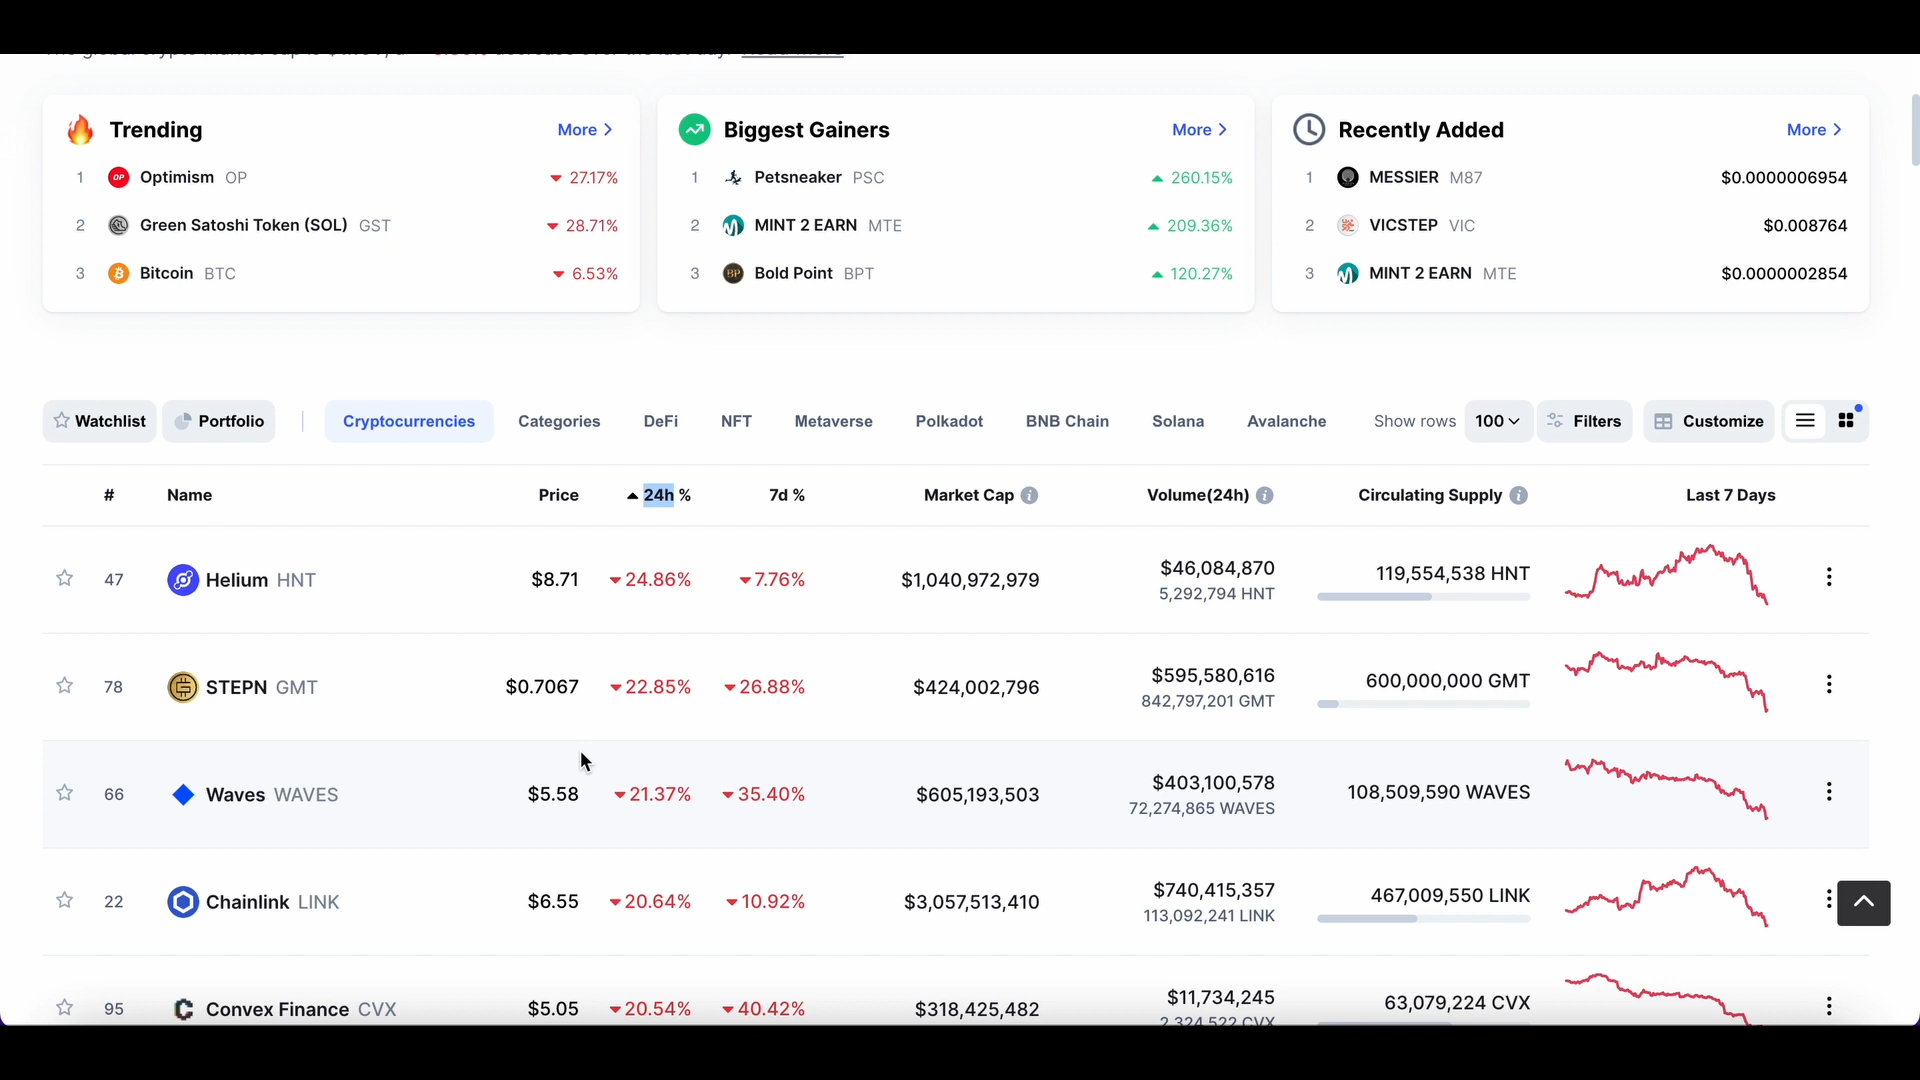 Trending More
1 Optimism OP 27.17%
2 Green Satoshi Token (SOL) GST 28.71%
3 Bitcoin BTC 6.53%
Biggest Gainers More
1 Petsneaker PSC 260.15%
2 MINT 2 EARN MTE 209.36%
3 Bold Point BPT 120.27%
Recently Added More
1 MESSIER M87 $0.0000006954
2 VICSTEP VIC $0.008764
3 MINT 2 EARN MTE $0.0000002854
Watchlist Portfolio Cryptocurrencies Categories DeFi NFT Metaverse Polkadot BNB Chain Solana Avalanche Show rows 100 Filters Customize
# Name Price 24h % 7d % Market Cap Volume(24h) Circulating Supply Last 7 Days
47 Helium HNT $8.71 24.86% 7.76% $1,040,972,979 $46,084,870 119,554,538 HNT
5,292,794 HNT
78 STEPN GMT $0.7067 22.85% 26.88% $424,002,796 $595,580,616 600,000,000 GMT
842,797,201 GMT
66 Waves WAVES $5.58 21.37% 35.40% $605,193,503 $403,100,578 108,509,590 WAVES
72,274,865 WAVES
22 Chainlink LINK $6.55 20.64% 10.92% $3,057,513,410 $740,415,357 467,009,550 LINK
113,092,241 LINK
95 Convex Finance CVX $5.05 20.54% 40.42% $318,425,482 $11,734,245 63,079,224 CVX
2,324,522 CVX